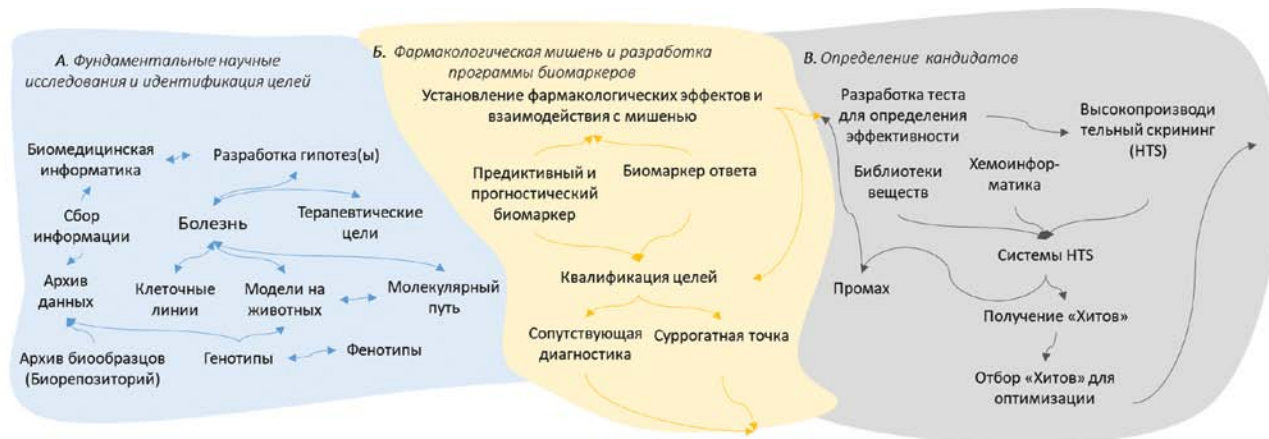 А. Фундаментальные научные
исследования и идентификация целей
Биомедицинская
информатика
Разработка гипотез(ы)
Сбор
информации
Болезнь
Терапевтические
цели
Архив
данных
Клеточные
линии
Модели на
животных
Молекулярный
путь
Архив биообразцов
(Биорепозиторий)
Генотипы
Фенотипы
Б. Фармакологическая мишень и разработка
программы биомаркеров
Установление фармакологических эффектов и
взаимодействия с мишенью
Предиктивный и
прогностический
биомаркер
Биомаркер ответа
Квалификация целей
Сопутствующая
диагностика
Суррогатная точка
В. Определение кандидатов
Разработка теста
для определения
эффективности
Высокопроизводи
тельный скрининг
(HTS)
Библиотеки
веществ
Хемоинфор-
матика
Системы HTS
Промах
Получение «Хитов»
Отбор «Хитов» для
оптимизации